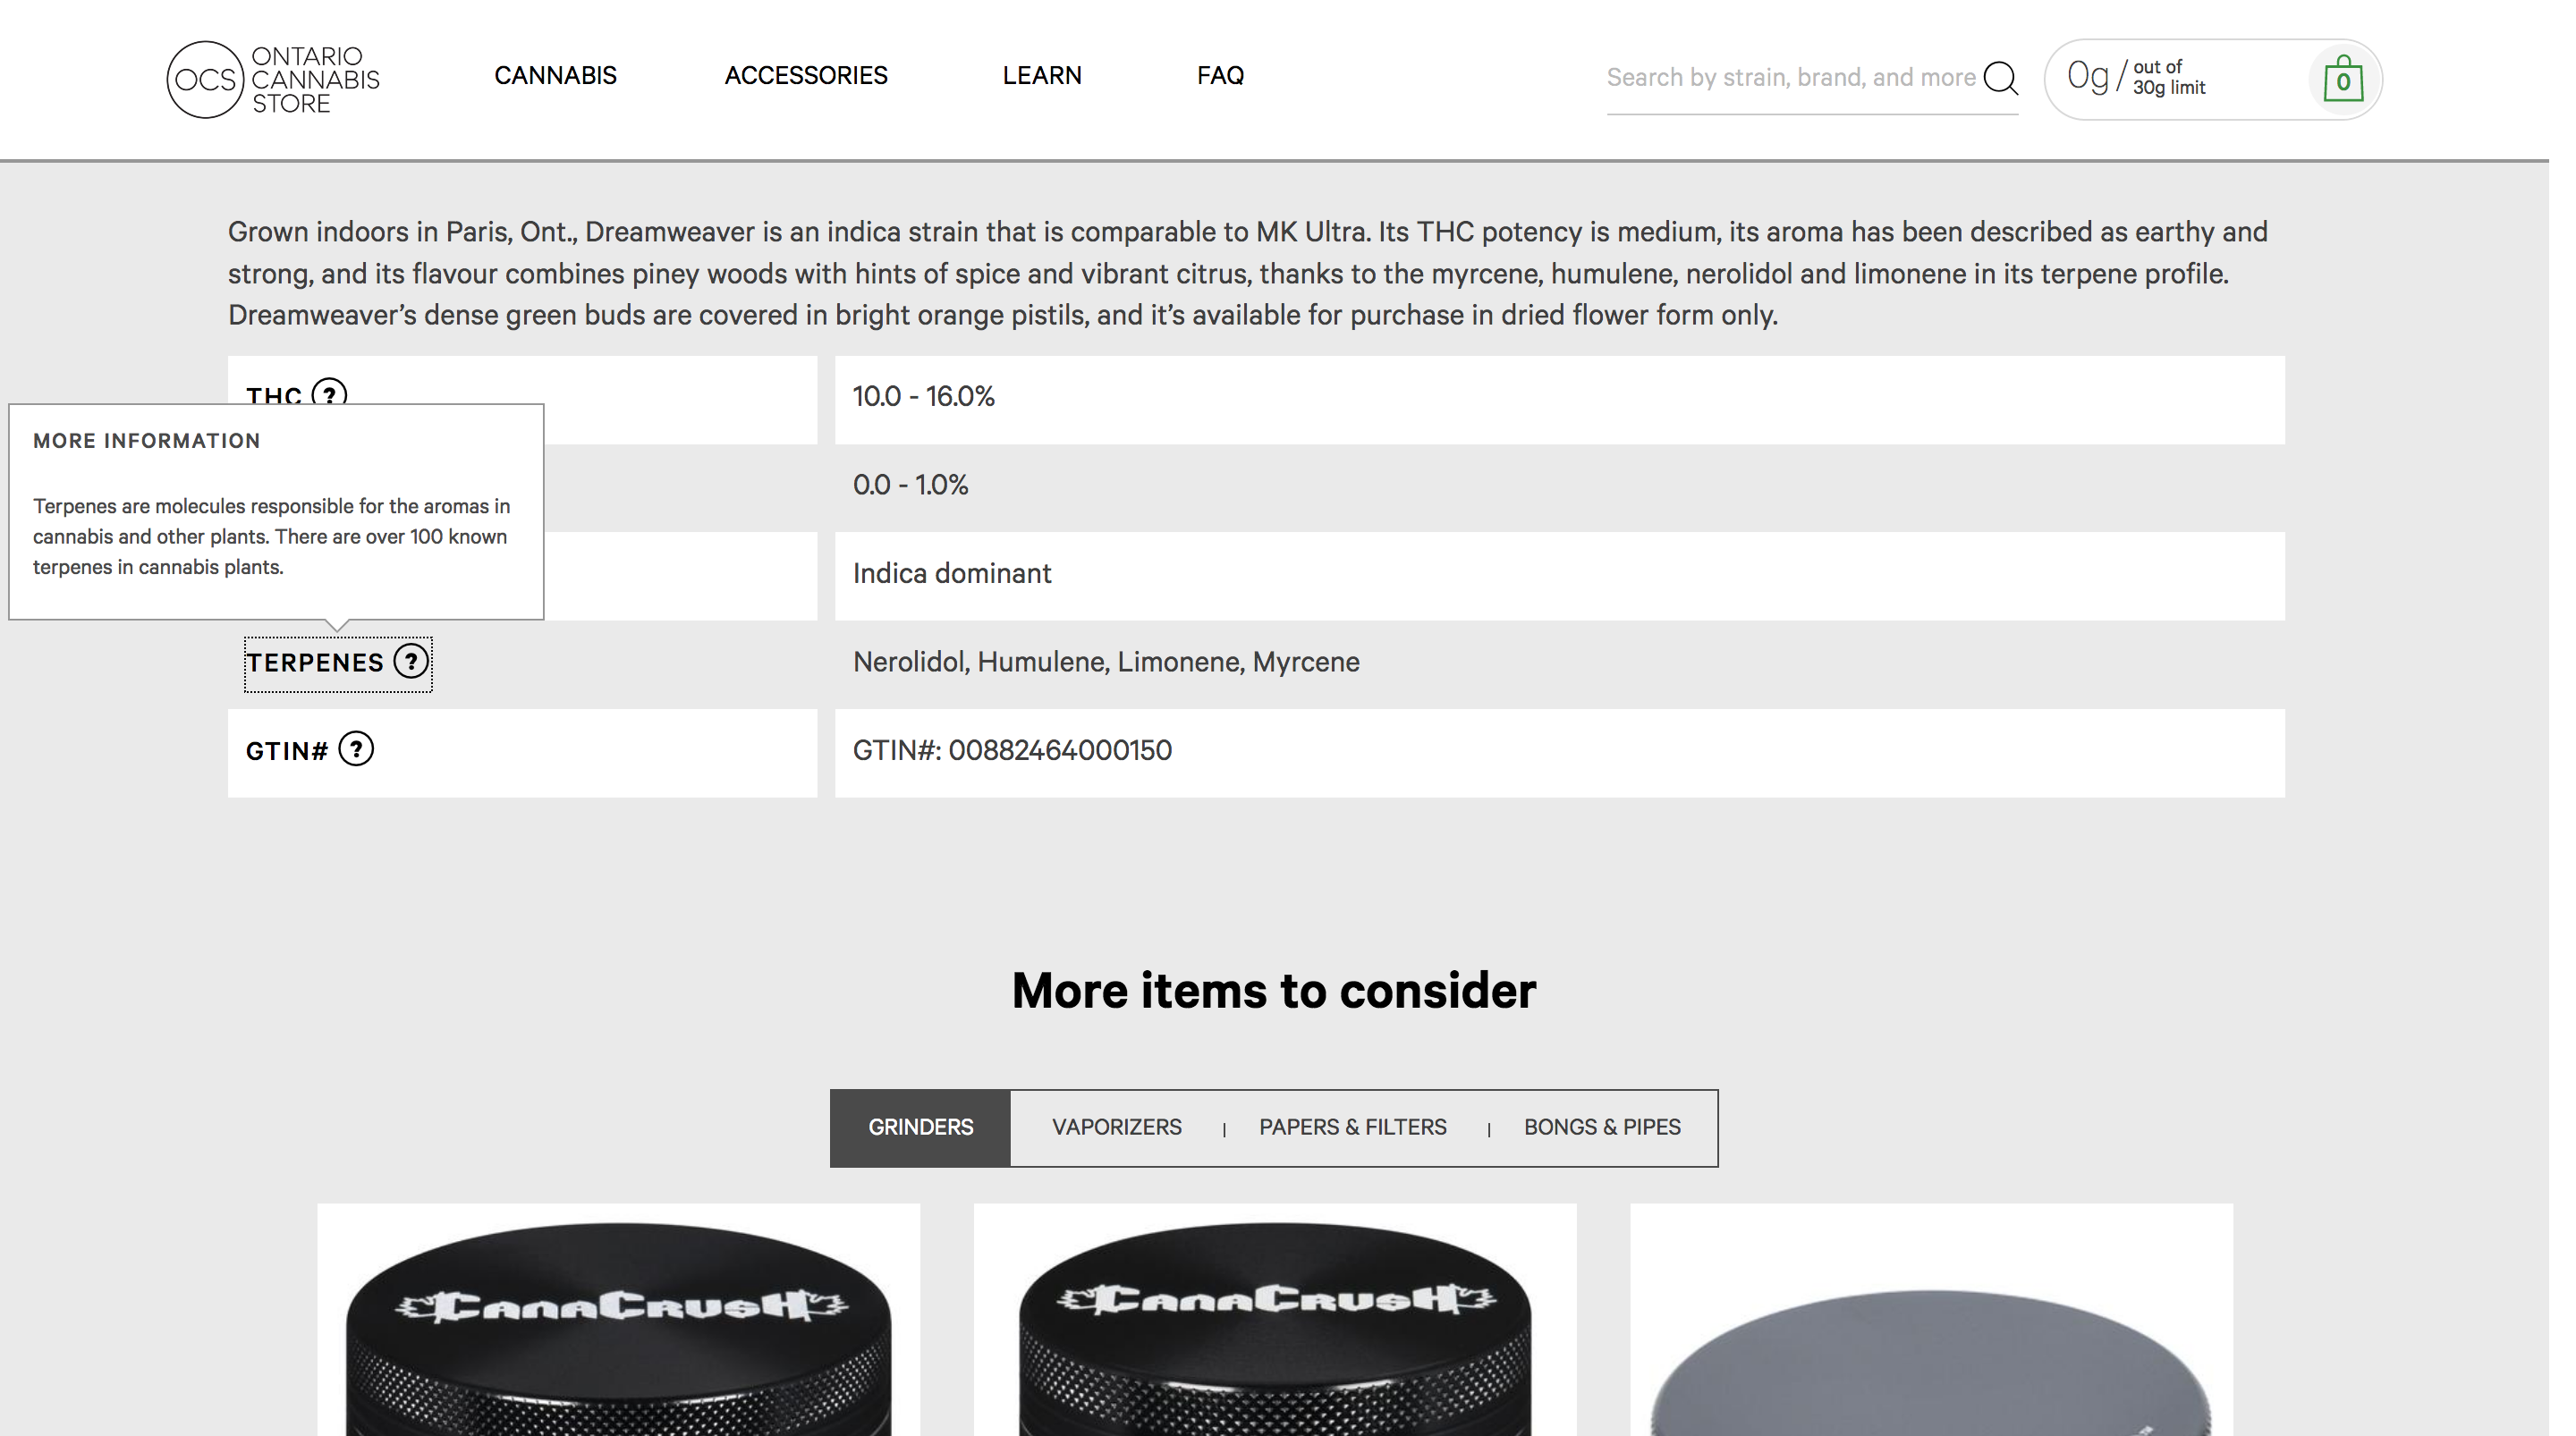 OCS
ONTARIO
CANNABIS
STORE
CANNABIS
ACCESSORIES
LEARN
FAQ
Search by strain, brand, and more
0g / out of
30g limit
0
Grown indoors in Paris, Ont., Dreamweaver is an indica strain that is comparable to MK Ultra. Its THC potency is medium, its aroma has been described as earthy and
strong, and its flavour combines piney woods with hints of spice and vibrant citrus, thanks to the myrcene, humulene, nerolidol and limonene in its terpene profile.
Dreamweaver’s dense green buds are covered in bright orange pistils, and it’s available for purchase in dried flower form only.
THC ?
10.0 - 16.0%
MORE INFORMATION
Terpenes are molecules responsible for the aromas in
cannabis and other plants. There are over 100 known
terpenes in cannabis plants.
0.0 - 1.0%
Indica dominant
TERPENES ?
Nerolidol, Humulene, Limonene, Myrcene
GTIN# ?
GTIN#: 00882464000150
More items to consider
GRINDERS
VAPORIZERS
PAPERS & FILTERS
BONGS & PIPES
CANACRUSH
CANACRUSH